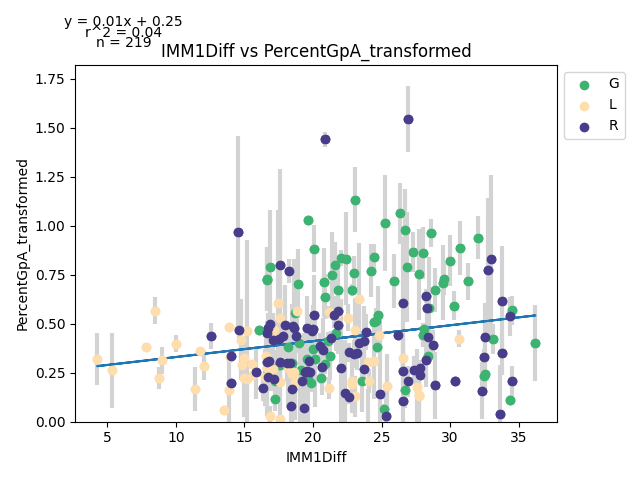 y = 0.01x + 0.25
r^2 = 0.04
n = 219
IMM1Diff vs PercentGpA_transformed
G
L
R
PercentGpA_transformed
1.75
1.50
1.25
1.00
0.75
0.50
0.25
0.00
5 10 15 20 25 30 35
IMM1Diff